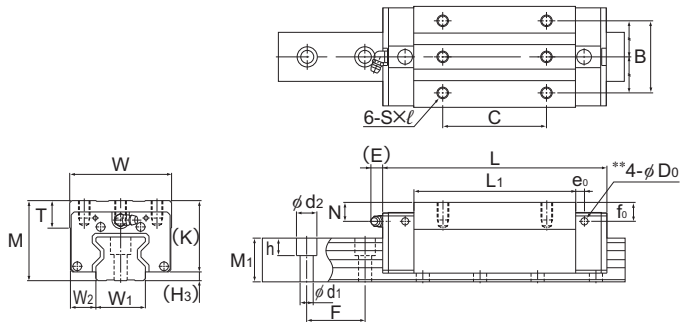 B
6-S×ℓ
C
W
T
M
(K)
(H3)
W2
W1
(E)
L
L1
e0
**4-φD0
φd2
N
f0
h
M1
φd1
F